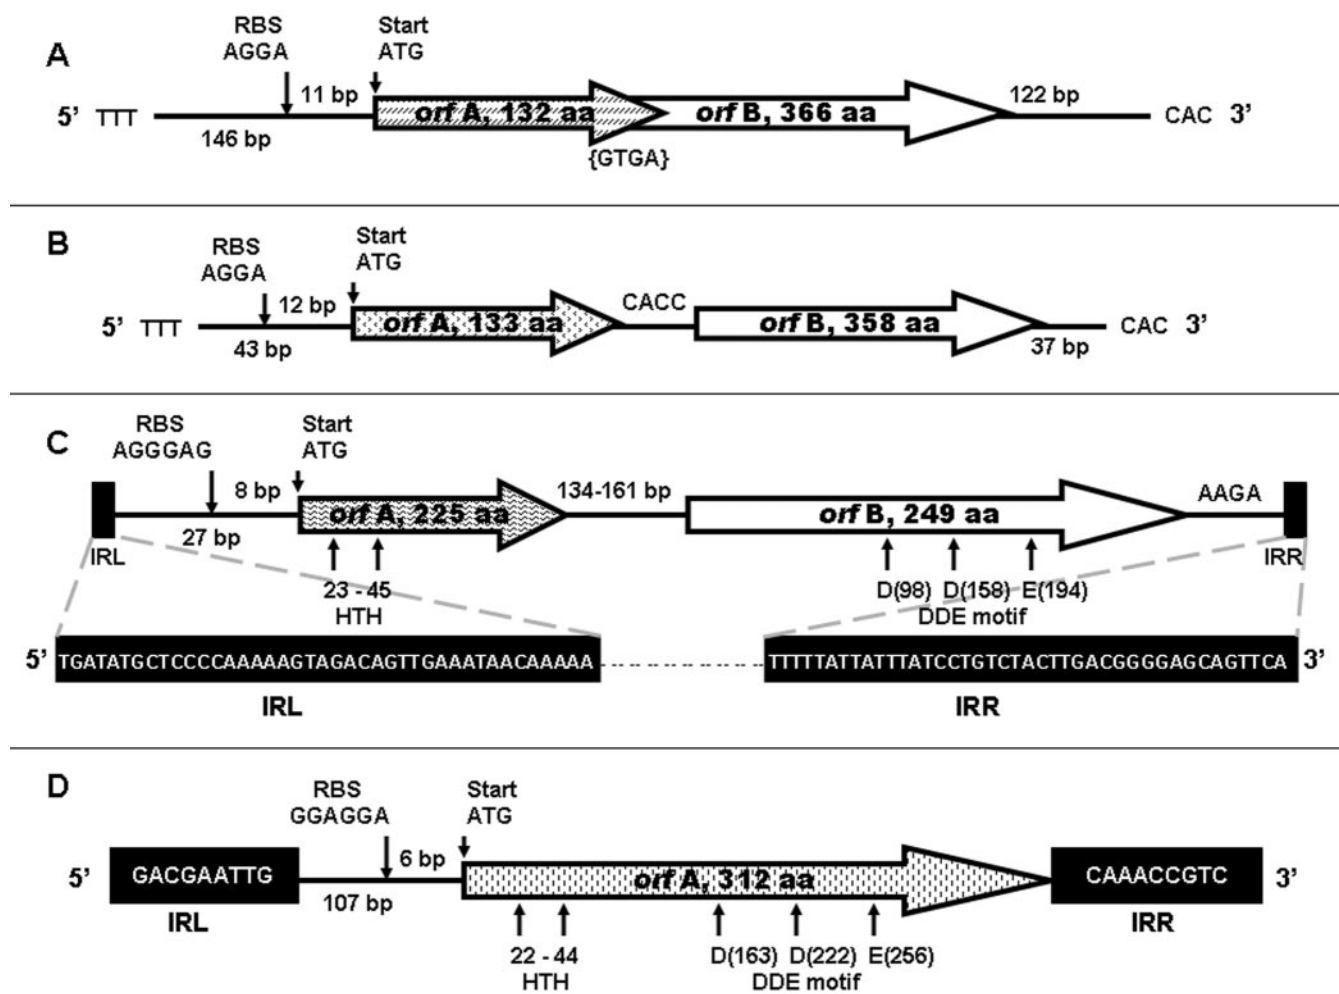 A
RBS
AGGA
Start
ATG
11 bp
5’ TTT
orf A, 132 aa
orf B, 366 aa
122 bp
CAC 3’
146 bp
{GTGA}
B
RBS
AGGA
Start
ATG
12 bp
5’ TTT
orf A, 133 aa
CACC
orf B, 358 aa
CAC 3’
43 bp
37 bp
C
RBS
AGGGAG
Start
ATG
8 bp
134-161 bp
AAGA
orf A, 225 aa
orf B, 249 aa
27 bp
IRL
IRR
23 - 45
HTH
D(98) D(158) E(194)
DDE motif
5’ TGATATGCTCCCCAAAAAGTAGACAGTTGAAATAACAAAAA
TTTTTATTATTTATCCTGTCTACTTGACGGGGAGCAGTTCA 3’
IRL
IRR
D
RBS
GGAGGA
Start
ATG
6 bp
5’ GACGAATTG
orf A, 312 aa
CAAACCGTC 3’
107 bp
IRL
IRR
22 - 44
HTH
D(163) D(222) E(256)
DDE motif